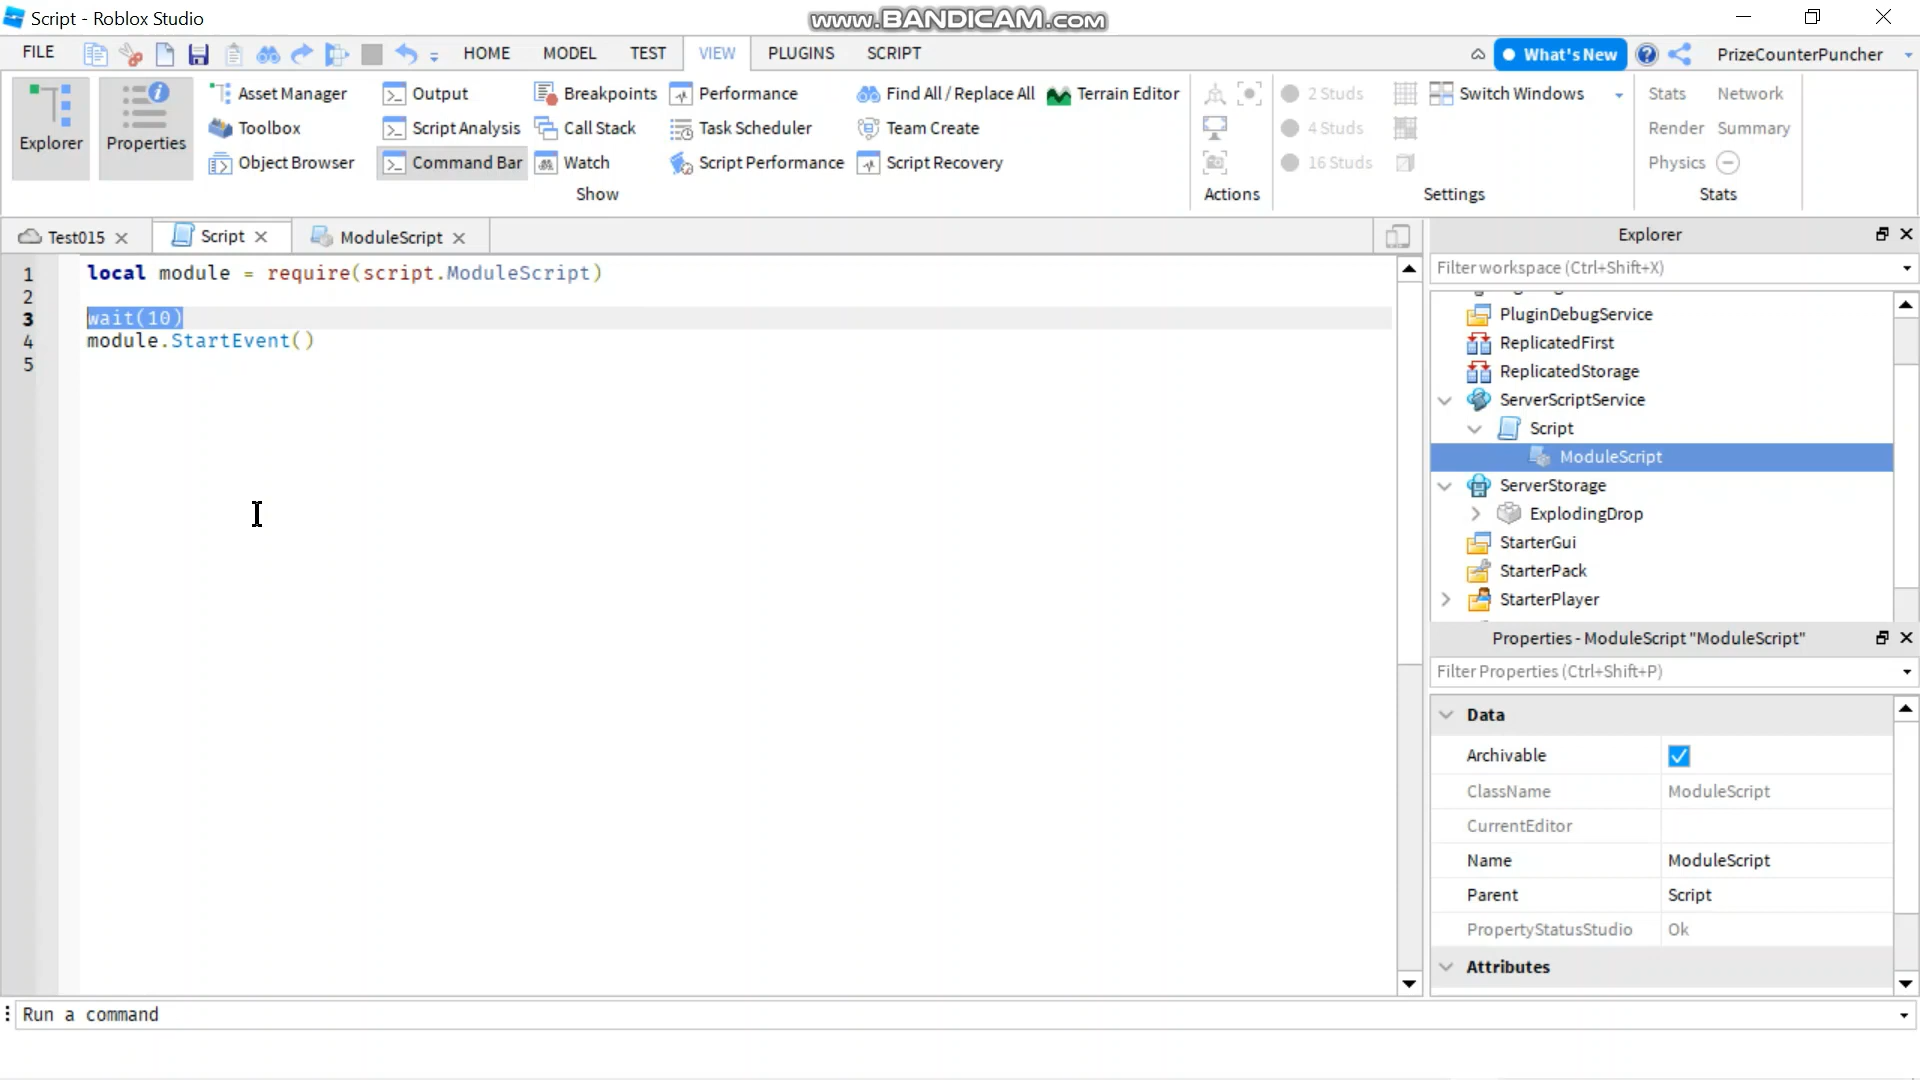 Script - Roblox Studio
www.BANDICAM.com
FILE HOME MODEL TEST VIEW PLUGINS SCRIPT What's New PrizeCounterPuncher
Explorer
Properties
Asset Manager
Toolbox
Object Browser
Output
Script Analysis
Command Bar
Breakpoints
Call Stack
Watch
Performance
Task Scheduler
Script Performance
Find All / Replace All
Team Create
Script Recovery
Terrain Editor
Show
Actions
2 Studs
4 Studs
16 Studs
Switch Windows
Settings
Stats Network
Render Summary
Physics
Stats
Test015
Script
ModuleScript
1 local module = require(script.ModuleScript)
2
3 wait(10)
4 module.StartEvent()
5
Explorer
Filter workspace (Ctrl+Shift+X)
PluginDebugService
ReplicatedFirst
ReplicatedStorage
ServerScriptService
Script
ModuleScript
ServerStorage
ExplodingDrop
StarterGui
StarterPack
StarterPlayer
Properties - ModuleScript "ModuleScript"
Filter Properties (Ctrl+Shift+P)
Data
Archivable
ClassName ModuleScript
CurrentEditor
Name ModuleScript
Parent Script
PropertyStatusStudio Ok
Attributes
Run a command